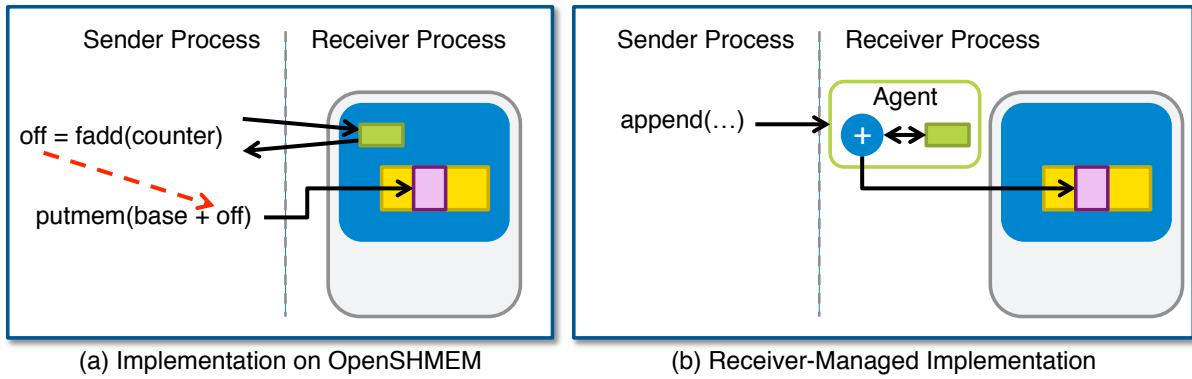 Sender Process
Receiver Process
off = fadd(counter)
putmem(base + off)
(a) Implementation on OpenSHMEM
Sender Process
Receiver Process
Agent
append(…)
+
(b) Receiver-Managed Implementation